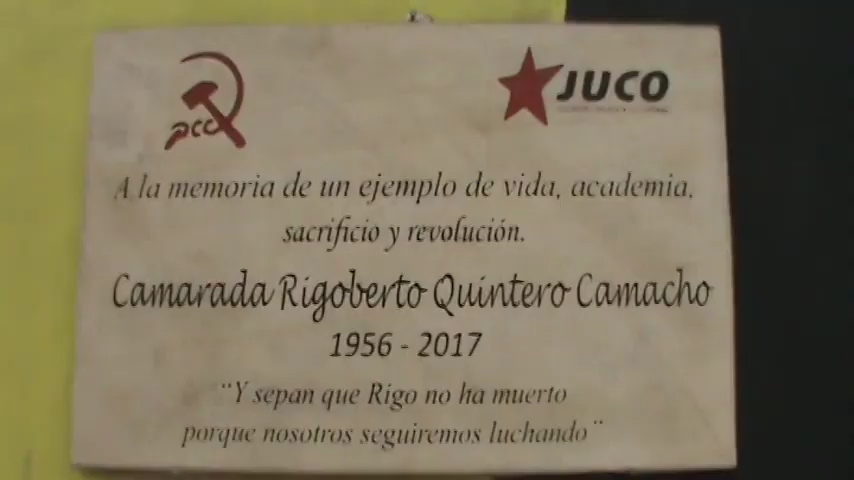 pcc
JUCO
A la memoria de un ejemplo de vida, academia,
sacrificio y revolución.
Camarada Rigoberto Quintero Camacho
1956 - 2017
¨Y sepan que Rigo no ha muerto
porque nosotros seguiremos luchando¨